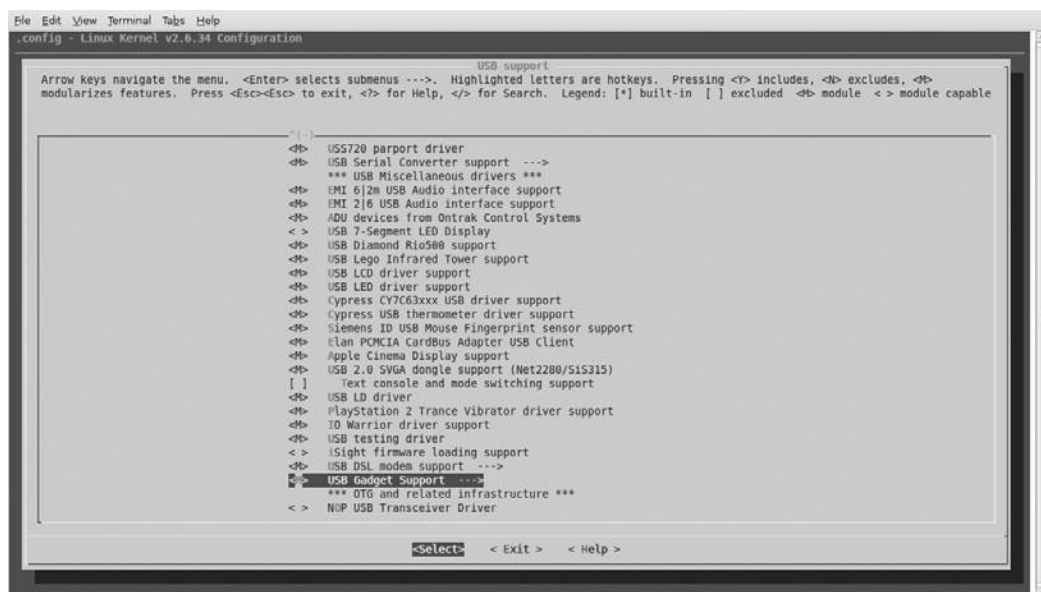 File Edit View Terminal Tabs Help
.config - Linux Kernel v2.6.34 Configuration
USB support
Arrow keys navigate the menu. <Enter> selects submenus --->. Highlighted letters are hotkeys. Pressing <Y> includes, <N> excludes, <M>
modularizes features. Press <Esc><Esc> to exit, <?> for Help, </> for Search. Legend: [*] built-in [ ] excluded <M> module < > module capable
^(-)
<M> USS720 parport driver
<M> USB Serial Converter support --->
*** USB Miscellaneous drivers ***
<M> EMI 6|2m USB Audio interface support
<M> EMI 2|6 USB Audio interface support
<M> ADU devices from Ontrak Control Systems
< > USB 7-Segment LED Display
<M> USB Diamond Rio500 support
<M> USB Lego Infrared Tower support
<M> USB LCD driver support
<M> USB LED driver support
<M> Cypress CY7C63xxx USB driver support
<M> Cypress USB thermometer driver support
<M> Siemens ID USB Mouse Fingerprint sensor support
<M> Elan PCMCIA CardBus Adapter USB Client
<M> Apple Cinema Display support
<M> USB 2.0 SVGA dongle support (Net2280/SiS315)
[ ] Text console and mode switching support
<M> USB LD driver
<M> PlayStation 2 Trance Vibrator driver support
<M> IO Warrior driver support
<M> USB testing driver
< > iSight firmware loading support
<M> USB DSL modem support --->
<M> USB Gadget Support --->
*** OTG and related infrastructure ***
< > NOP USB Transceiver Driver
<Select> < Exit > < Help >